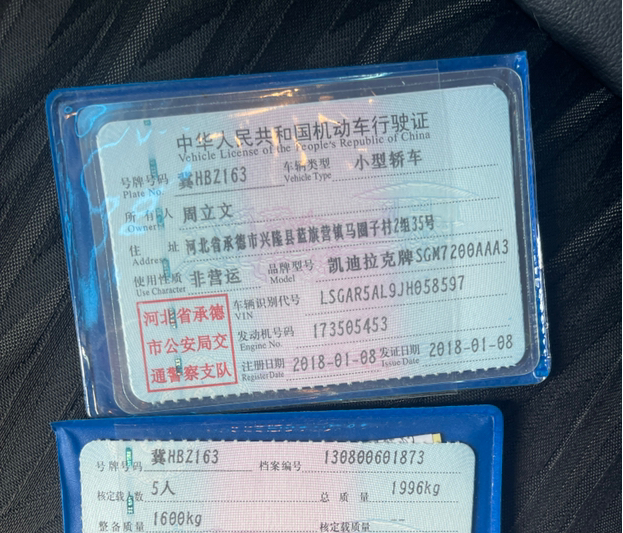 中华人民共和国机动车行驶证
Vehicle License of the People's Republic of China
号牌号码 冀HBZ163 车辆类型 小型轿车
Plate No. Vehicle Type
所有人 周立文
Owner
住址 河北省承德市兴隆县蓝旗营镇马圈子村2组35号
Address
使用性质 非营运 品牌型号 凯迪拉克牌SGM7200AAA3
Use Character Model
河北省承德
市公安局交
通警察支队
车辆识别代号 LSGAR5AL9JH058597
VIN
发动机号码 173505453
Engine No.
注册日期 2018-01-08 发证日期 2018-01-08
Register Date Issue Date
号牌号码 冀HBZ163 档案编号 130800601873
核定载人数 5人 总质量 1996kg
整备质量 1600kg 核定载质量 --